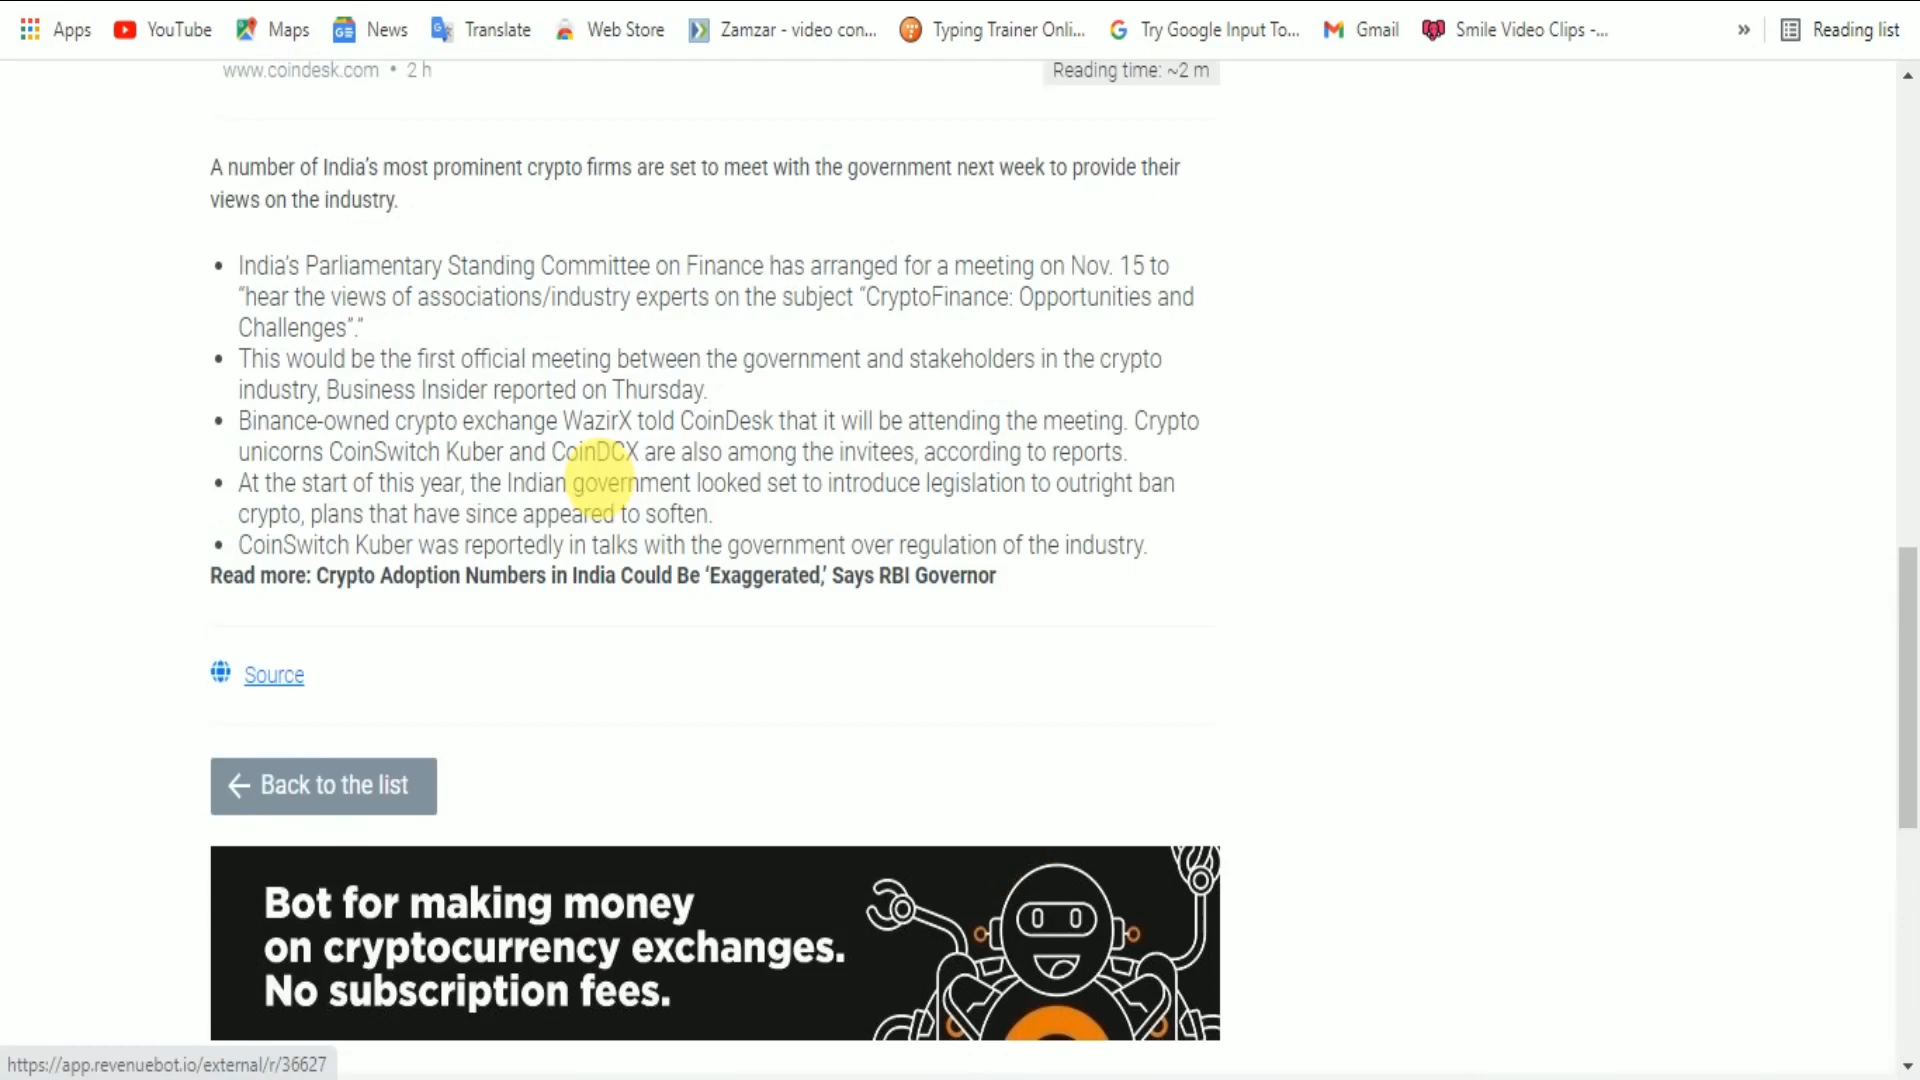 Apps YouTube Maps News Translate Web Store Zamzar - video con... Typing Trainer Onli... Try Google Input To... Gmail Smile Video Clips -... » Reading list
www.coindesk.com • 2 h Reading time: ~2 m
A number of India’s most prominent crypto firms are set to meet with the government next week to provide their
views on the industry.
• India’s Parliamentary Standing Committee on Finance has arranged for a meeting on Nov. 15 to
“hear the views of associations/industry experts on the subject “CryptoFinance: Opportunities and
Challenges”.”
• This would be the first official meeting between the government and stakeholders in the crypto
industry, Business Insider reported on Thursday.
• Binance-owned crypto exchange WazirX told CoinDesk that it will be attending the meeting. Crypto
unicorns CoinSwitch Kuber and CoinDCX are also among the invitees, according to reports.
• At the start of this year, the Indian government looked set to introduce legislation to outright ban
crypto, plans that have since appeared to soften.
• CoinSwitch Kuber was reportedly in talks with the government over regulation of the industry.
Read more: Crypto Adoption Numbers in India Could Be ‘Exaggerated,’ Says RBI Governor
Source
Back to the list
Bot for making money
on cryptocurrency exchanges.
No subscription fees.
https://app.revenuebot.io/external/r/36627